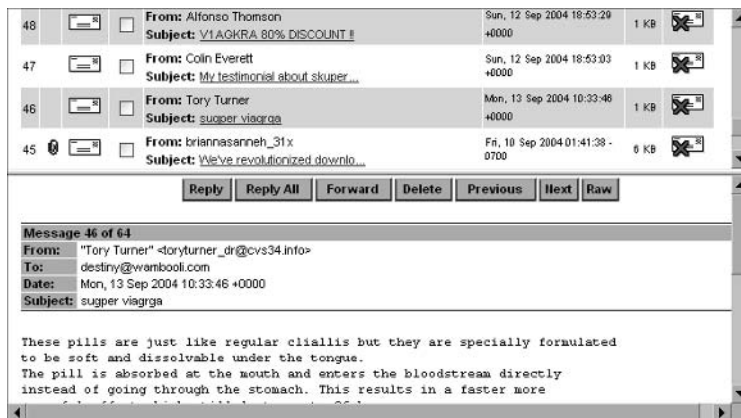 48 From: Alfonso Thomson Sun, 12 Sep 2004 18:53:29 1 KB
Subject: V1AGKRA 80% DISCOUNT !! +0000
47 From: Colin Everett Sun, 12 Sep 2004 18:53:03 1 KB
Subject: My testimonial about skuper... +0000
46 From: Tory Turner Mon, 13 Sep 2004 10:33:46 1 KB
Subject: sugper viagrga +0000
45 From: briannasanneh_31x Fri, 10 Sep 2004 01:41:38 - 6 KB
Subject: We've revolutionized downlo... 0700
Reply Reply All Forward Delete Previous Next Raw
Message 46 of 64
From: "Tory Turner" <toryturner_dr@cvs34.info>
To: destiny@wambooli.com
Date: Mon, 13 Sep 2004 10:33:46 +0000
Subject: sugper viagrga
These pills are just like regular cliallis but they are specially formulated
to be soft and dissolvable under the tongue.
The pill is absorbed at the mouth and enters the bloodstream directly
instead of going through the stomach. This results in a faster more